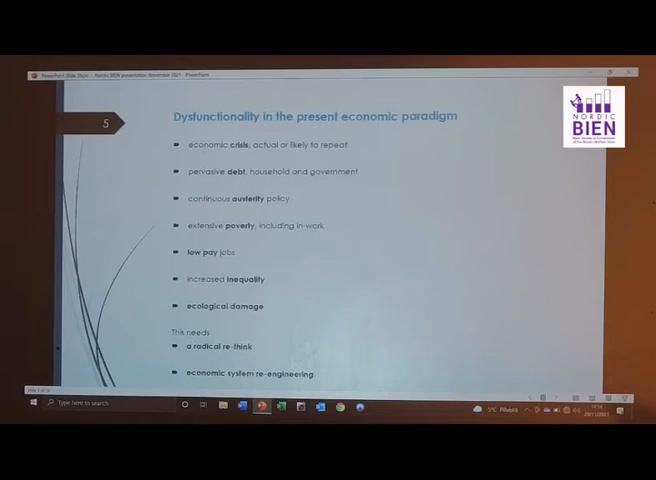 PowerPoint Slide Show - Nordic BIEN presentation November 2021 - PowerPoint
5
Dysfunctionality in the present economic paradigm
economic crisis, actual or likely to repeat
pervasive debt, household and government
continuous austerity policy
extensive poverty, including in-work
low pay jobs
increased inequality
ecological damage
This needs
a radical re-think
economic system re-engineering
NORDIC
BIEN
Type here to search
5°C